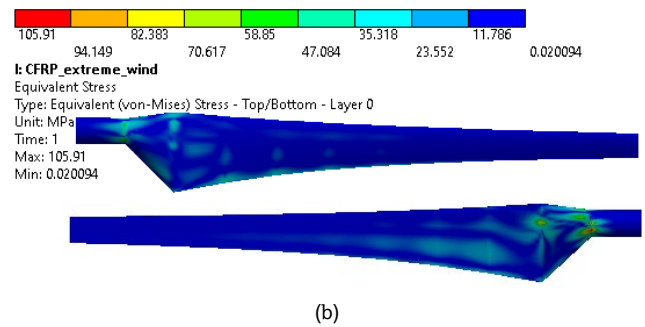 105.91 82.383 58.85 35.318 11.786
94.149 70.617 47.084 23.552 0.020094
I: CFRP_extreme_wind
Equivalent Stress
Type: Equivalent (von-Mises) Stress - Top/Bottom - Layer 0
Unit: MPa
Time: 1
Max: 105.91
Min: 0.020094
(b)